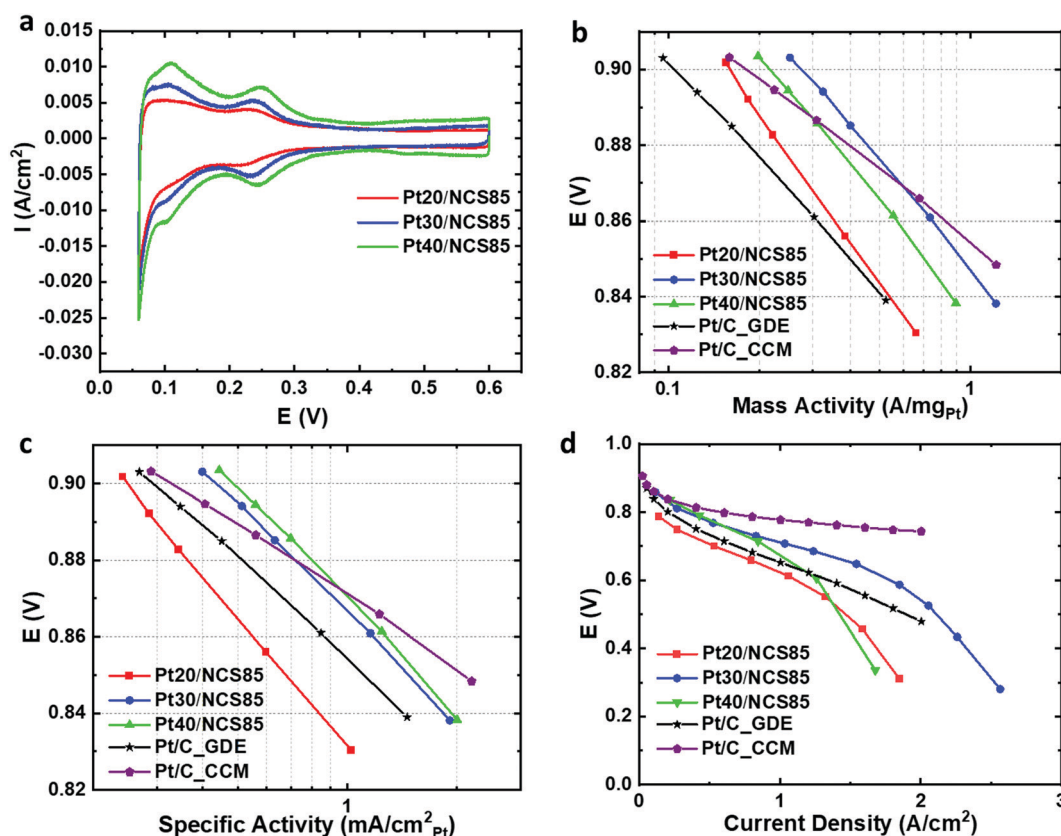 a
0.015
0.010
0.005
0.000
-0.005
-0.010
-0.015
-0.020
-0.025
-0.030
I (A/cm²)
Pt20/NCS85
Pt30/NCS85
Pt40/NCS85
0.0 0.1 0.2 0.3 0.4 0.5 0.6
E (V)
b
0.90
0.88
0.86
0.84
0.82
E (V)
Pt20/NCS85
Pt30/NCS85
Pt40/NCS85
Pt/C_GDE
Pt/C_CCM
0.1 1
Mass Activity (A/mgPt)
c
0.90
0.88
0.86
0.84
0.82
E (V)
Pt20/NCS85
Pt30/NCS85
Pt40/NCS85
Pt/C_GDE
Pt/C_CCM
1
Specific Activity (mA/cm²Pt)
d
1.0
0.8
0.6
0.4
0.2
0.0
E (V)
Pt20/NCS85
Pt30/NCS85
Pt40/NCS85
Pt/C_GDE
Pt/C_CCM
0 1 2 3
Current Density (A/cm²)